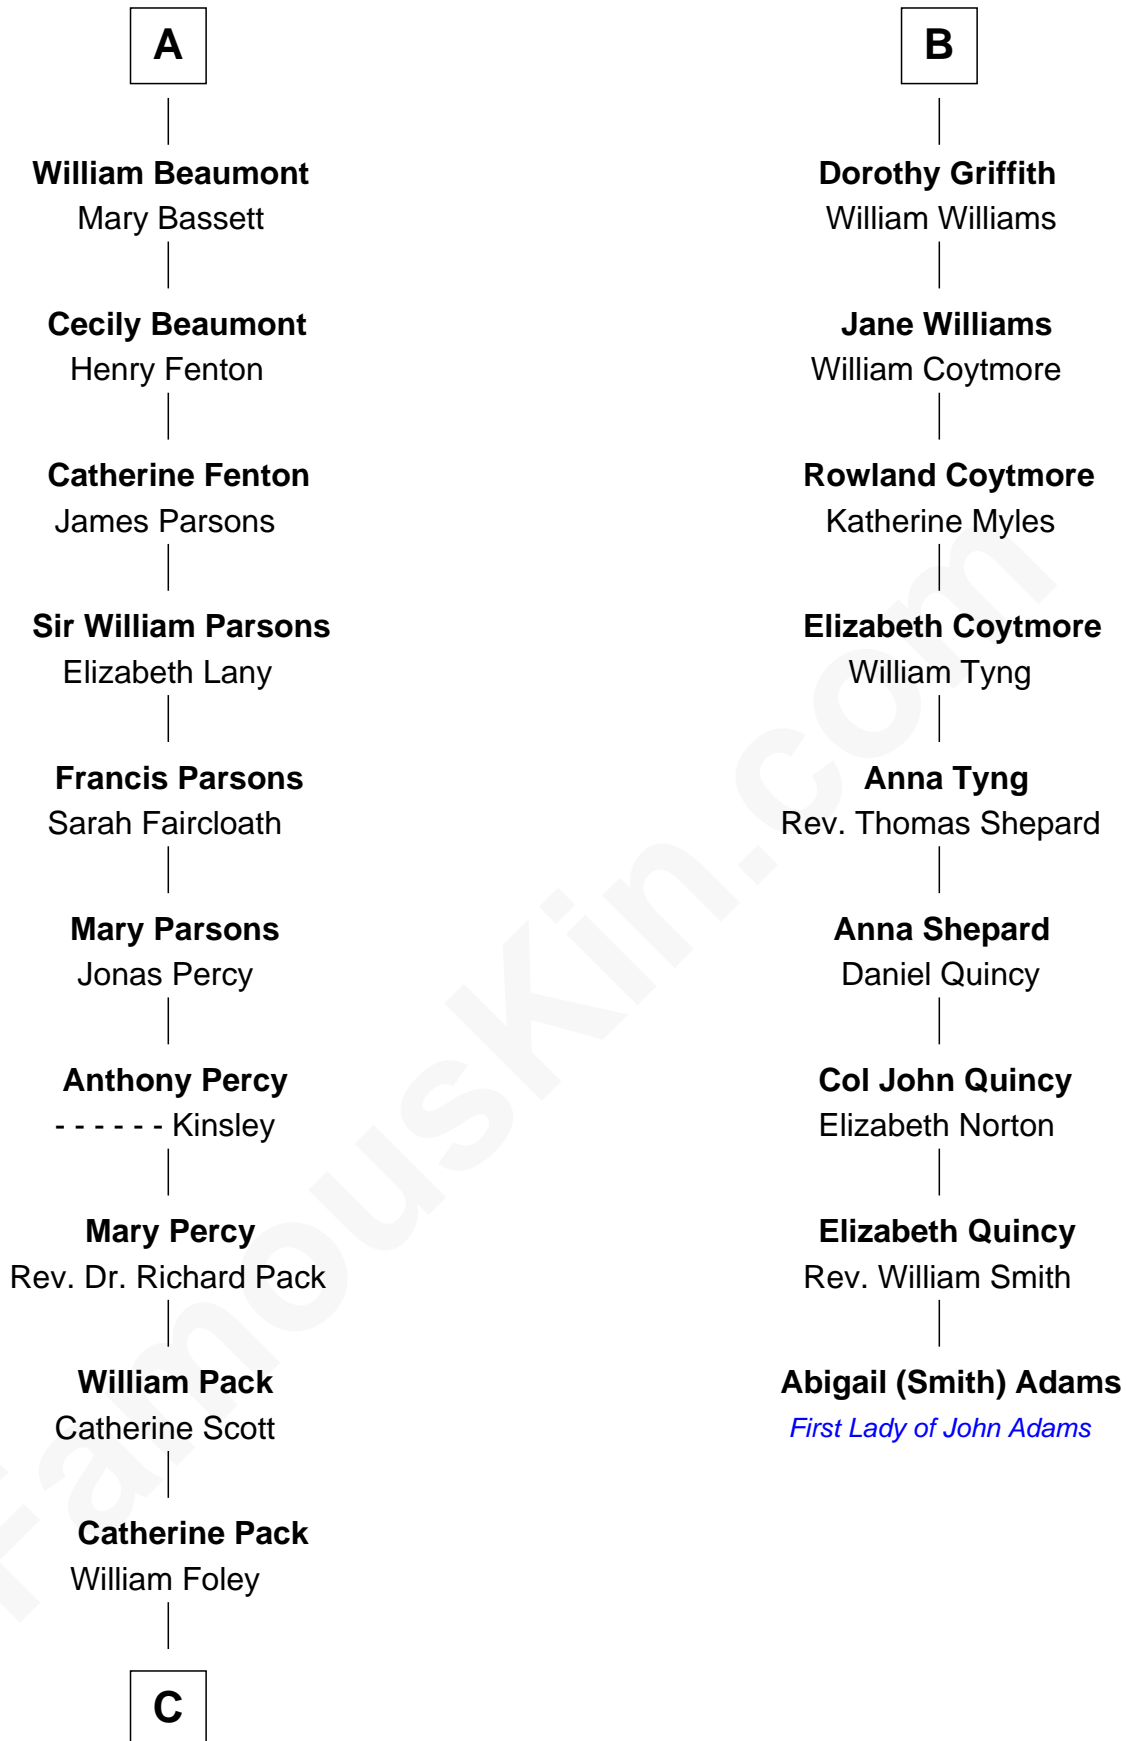 A
William Beaumont
Mary Bassett
Cecily Beaumont
Henry Fenton
Catherine Fenton
James Parsons
Sir William Parsons
Elizabeth Lany
Francis Parsons
Sarah Faircloath
Mary Parsons
Jonas Percy
Anthony Percy
- - - - - - Kinsley
Mary Percy
Rev. Dr. Richard Pack
William Pack
Catherine Scott
Catherine Pack
William Foley
C
B
Dorothy Griffith
William Williams
Jane Williams
William Coytmore
Rowland Coytmore
Katherine Myles
Elizabeth Coytmore
William Tyng
Anna Tyng
Rev. Thomas Shepard
Anna Shepard
Daniel Quincy
Col John Quincy
Elizabeth Norton
Elizabeth Quincy
Rev. William Smith
Abigail (Smith) Adams
First Lady of John Adams
FamousKin.com